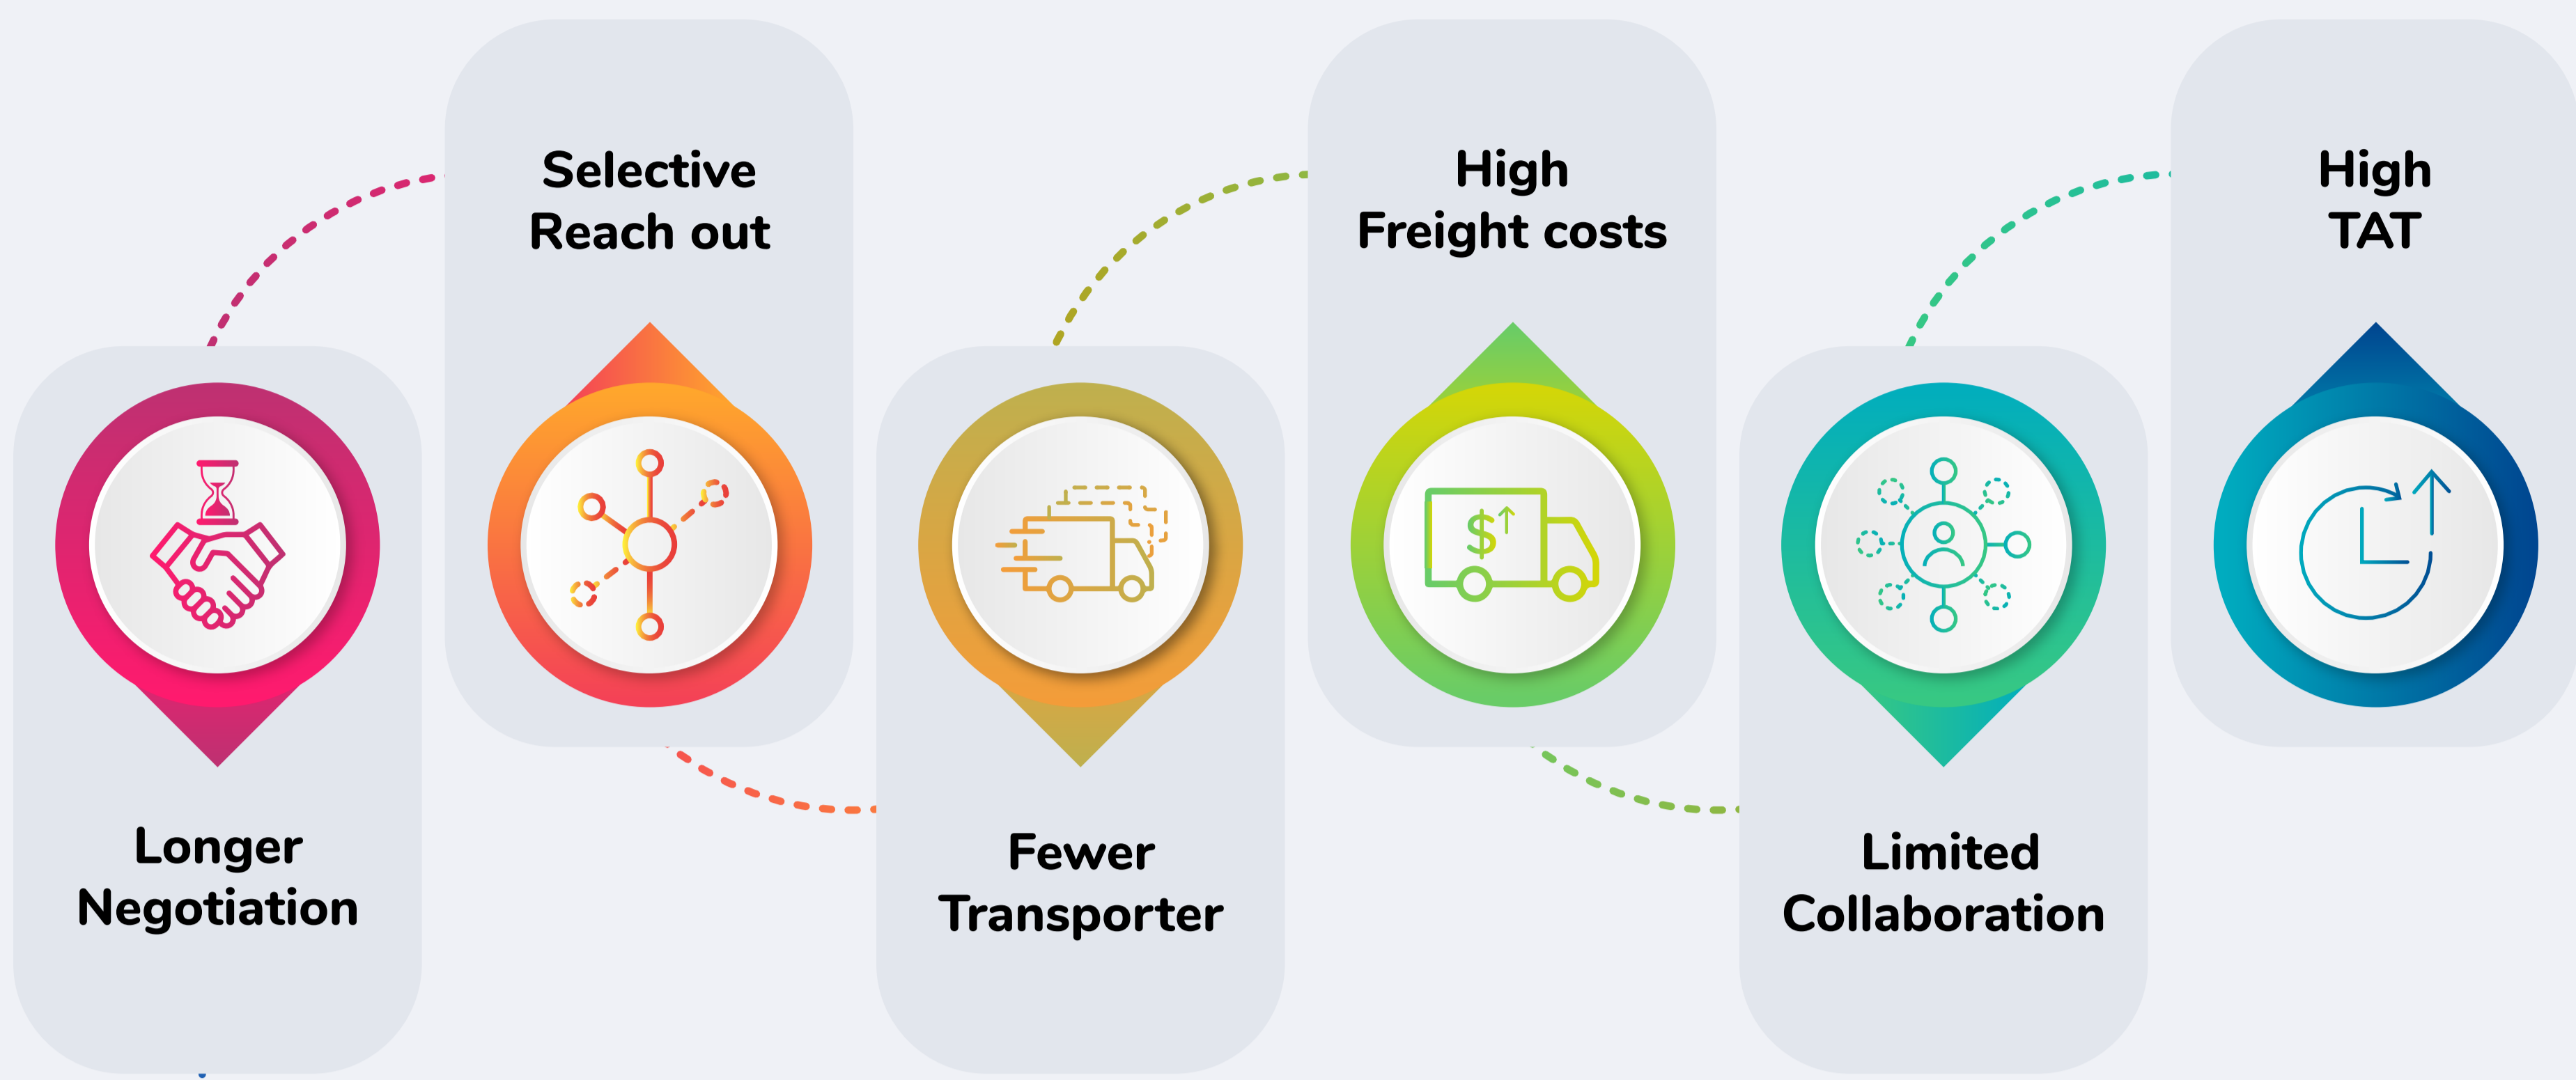 Longer
Negotiation
Selective
Reach out
Fewer
Transporter
High
Freight costs
$
Limited
Collaboration
High
TAT